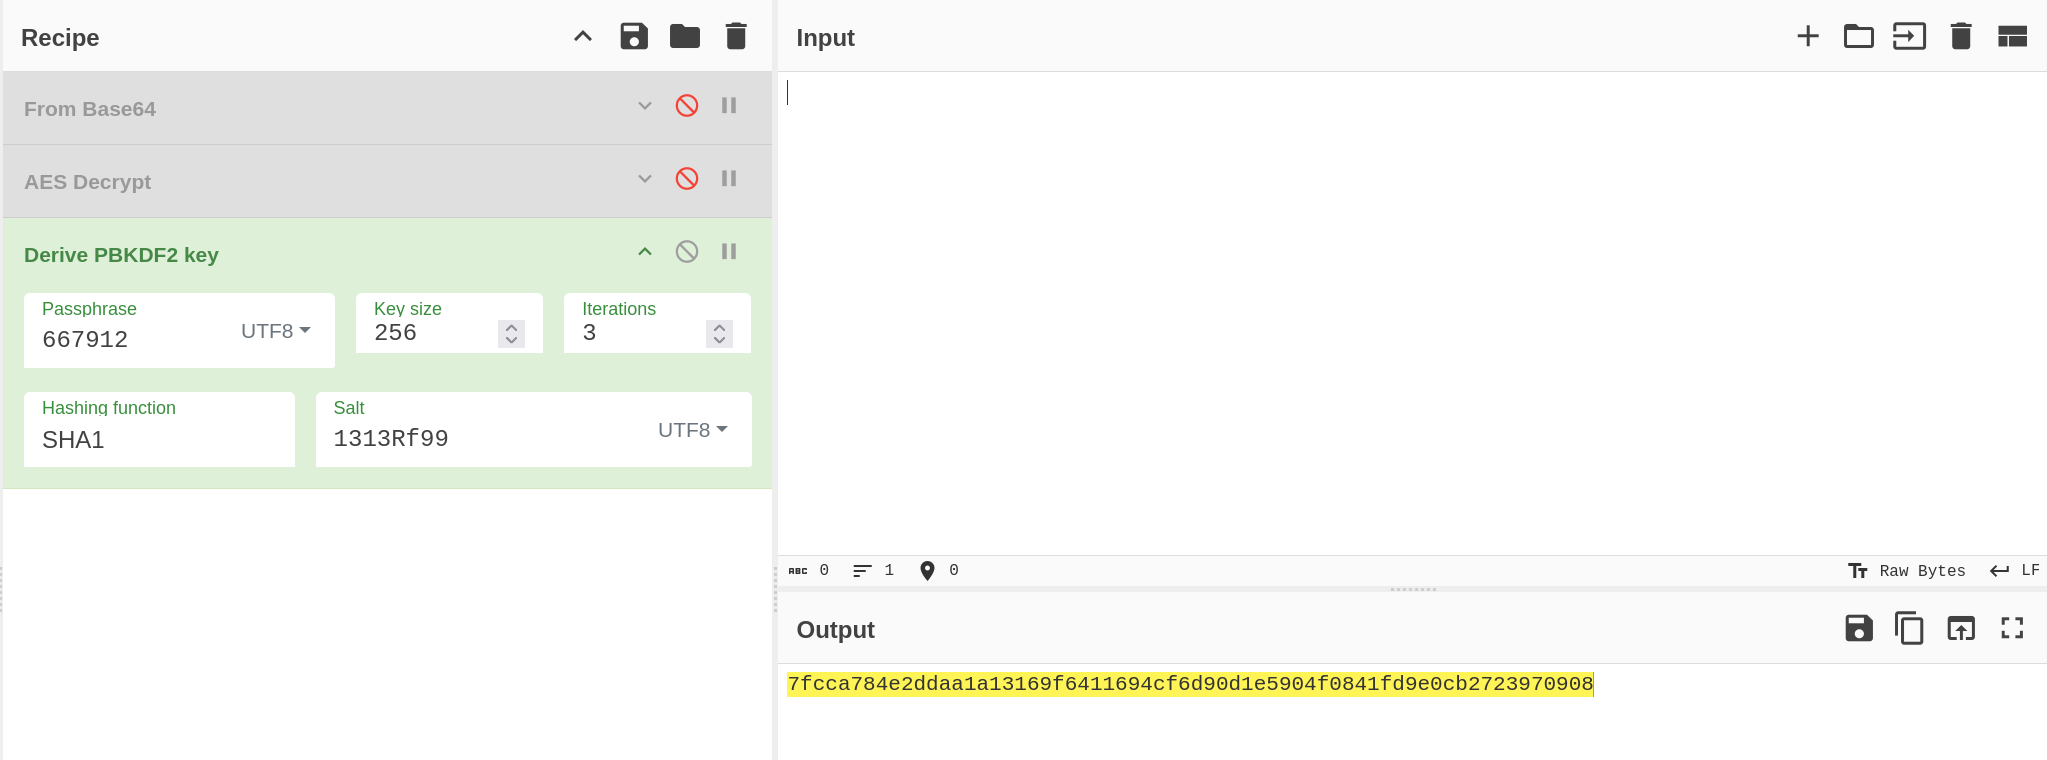 Recipe
From Base64
AES Decrypt
Derive PBKDF2 key
Passphrase
667912
UTF8
Key size
256
Iterations
3
Hashing function
SHA1
Salt
1313Rf99
UTF8
Input
ABC 0 1 0
Raw Bytes LF
Output
7fcca784e2ddaa1a13169f6411694cf6d90d1e5904f0841fd9e0cb2723970908